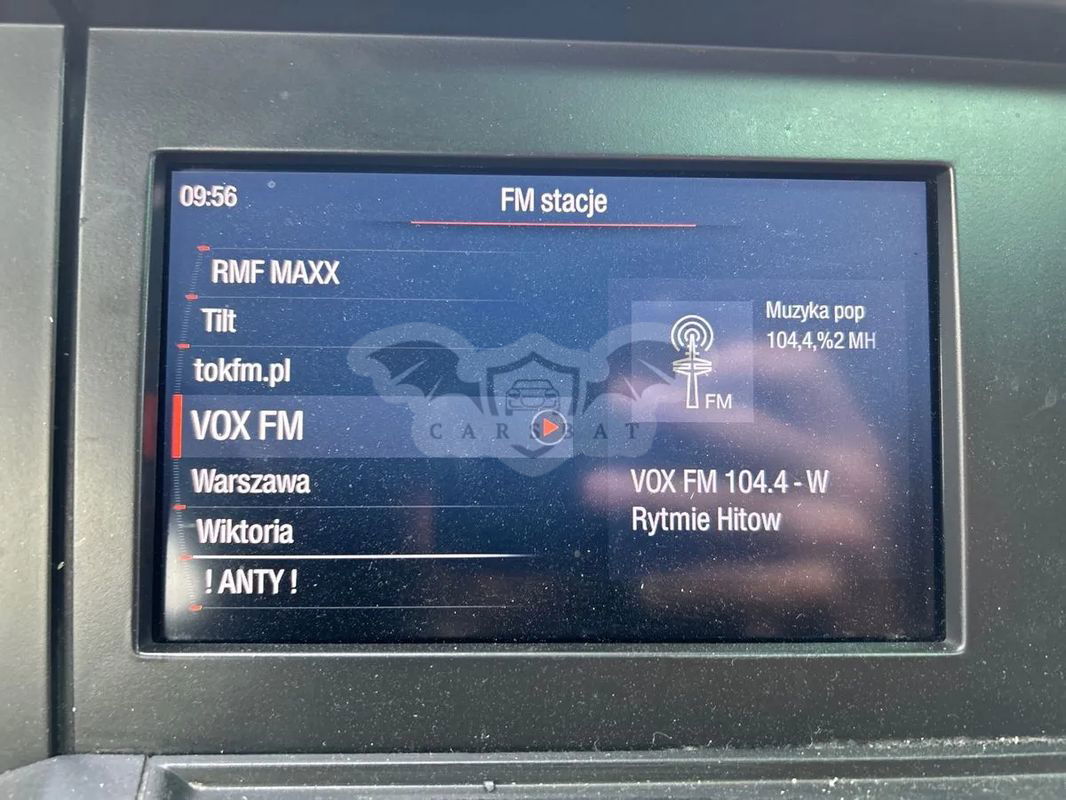 09:56
FM stacje
RMF MAXX
Tilt
tokfm.pl
VOX FM
Warszawa
Wiktoria
! ANTY !
Muzyka pop
104,4,%2 MH
FM
VOX FM 104.4 - W
Rytmie Hitow
CARSBAT